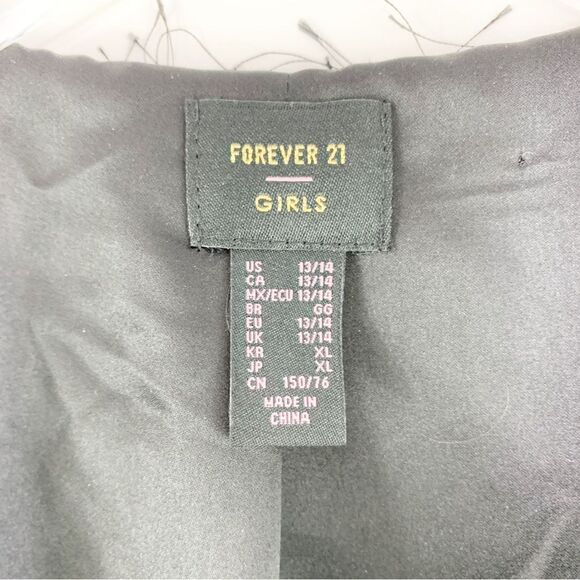 FOREVER 21
GIRLS
US 13/14
CA 13/14
MX/ECU 13/14
BR GG
EU 13/14
UK 13/14
KR XL
JP XL
CN 150/76
MADE IN
CHINA